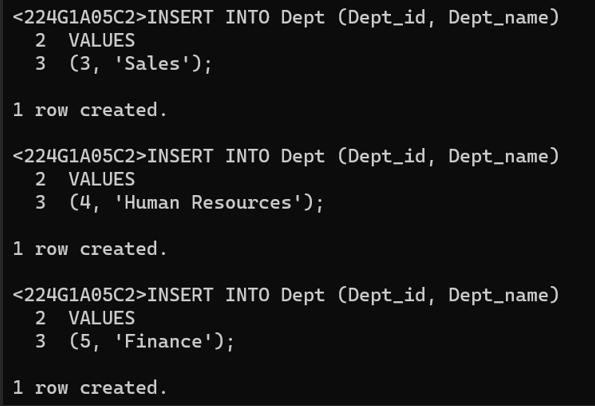 <224G1A05C2>INSERT INTO Dept (Dept_id, Dept_name)
  2  VALUES
  3  (3, 'Sales');

1 row created.

<224G1A05C2>INSERT INTO Dept (Dept_id, Dept_name)
  2  VALUES
  3  (4, 'Human Resources');

1 row created.

<224G1A05C2>INSERT INTO Dept (Dept_id, Dept_name)
  2  VALUES
  3  (5, 'Finance');

1 row created.